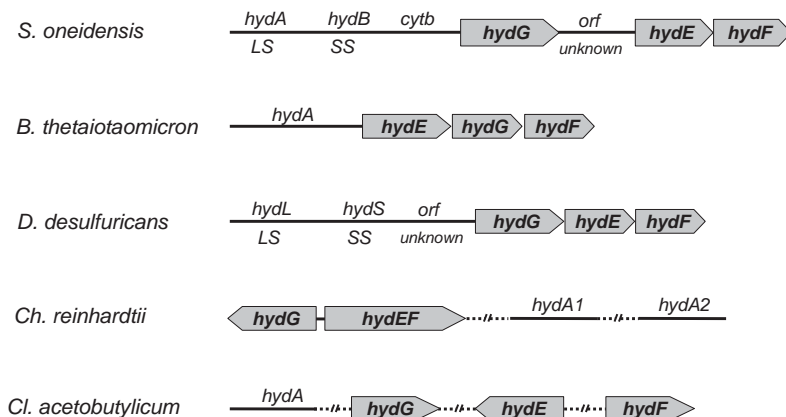 S. oneidensis hydA hydB cytb hydG orf hydE hydF
LS SS unknown
B. thetaiotaomicron hydA hydE hydG hydF
D. desulfuricans hydL hydS orf hydG hydE hydF
LS SS unknown
Ch. reinhardtii hydG hydEF hydA1 hydA2
Cl. acetobutylicum hydA hydG hydE hydF